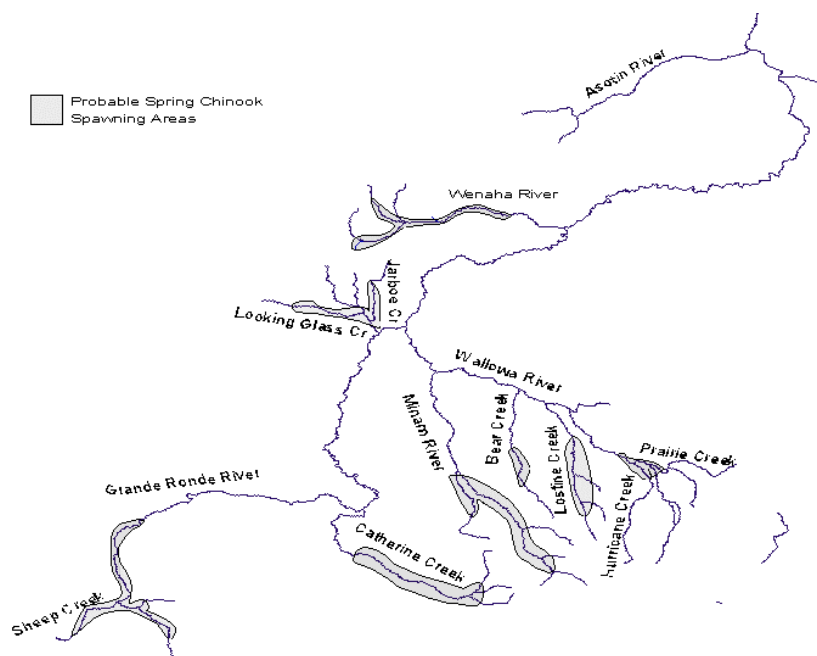 Asotin River
Probable Spring Chinook
Spawning Areas
Wenaha River
Jarboe Cr
Looking Glass Cr
Wallowa River
Minam River
Bear Creek
Lostine Creek
Prairie Creek
Hurricane Creek
Grande Ronde River
Catherine Creek
Sheep Creek